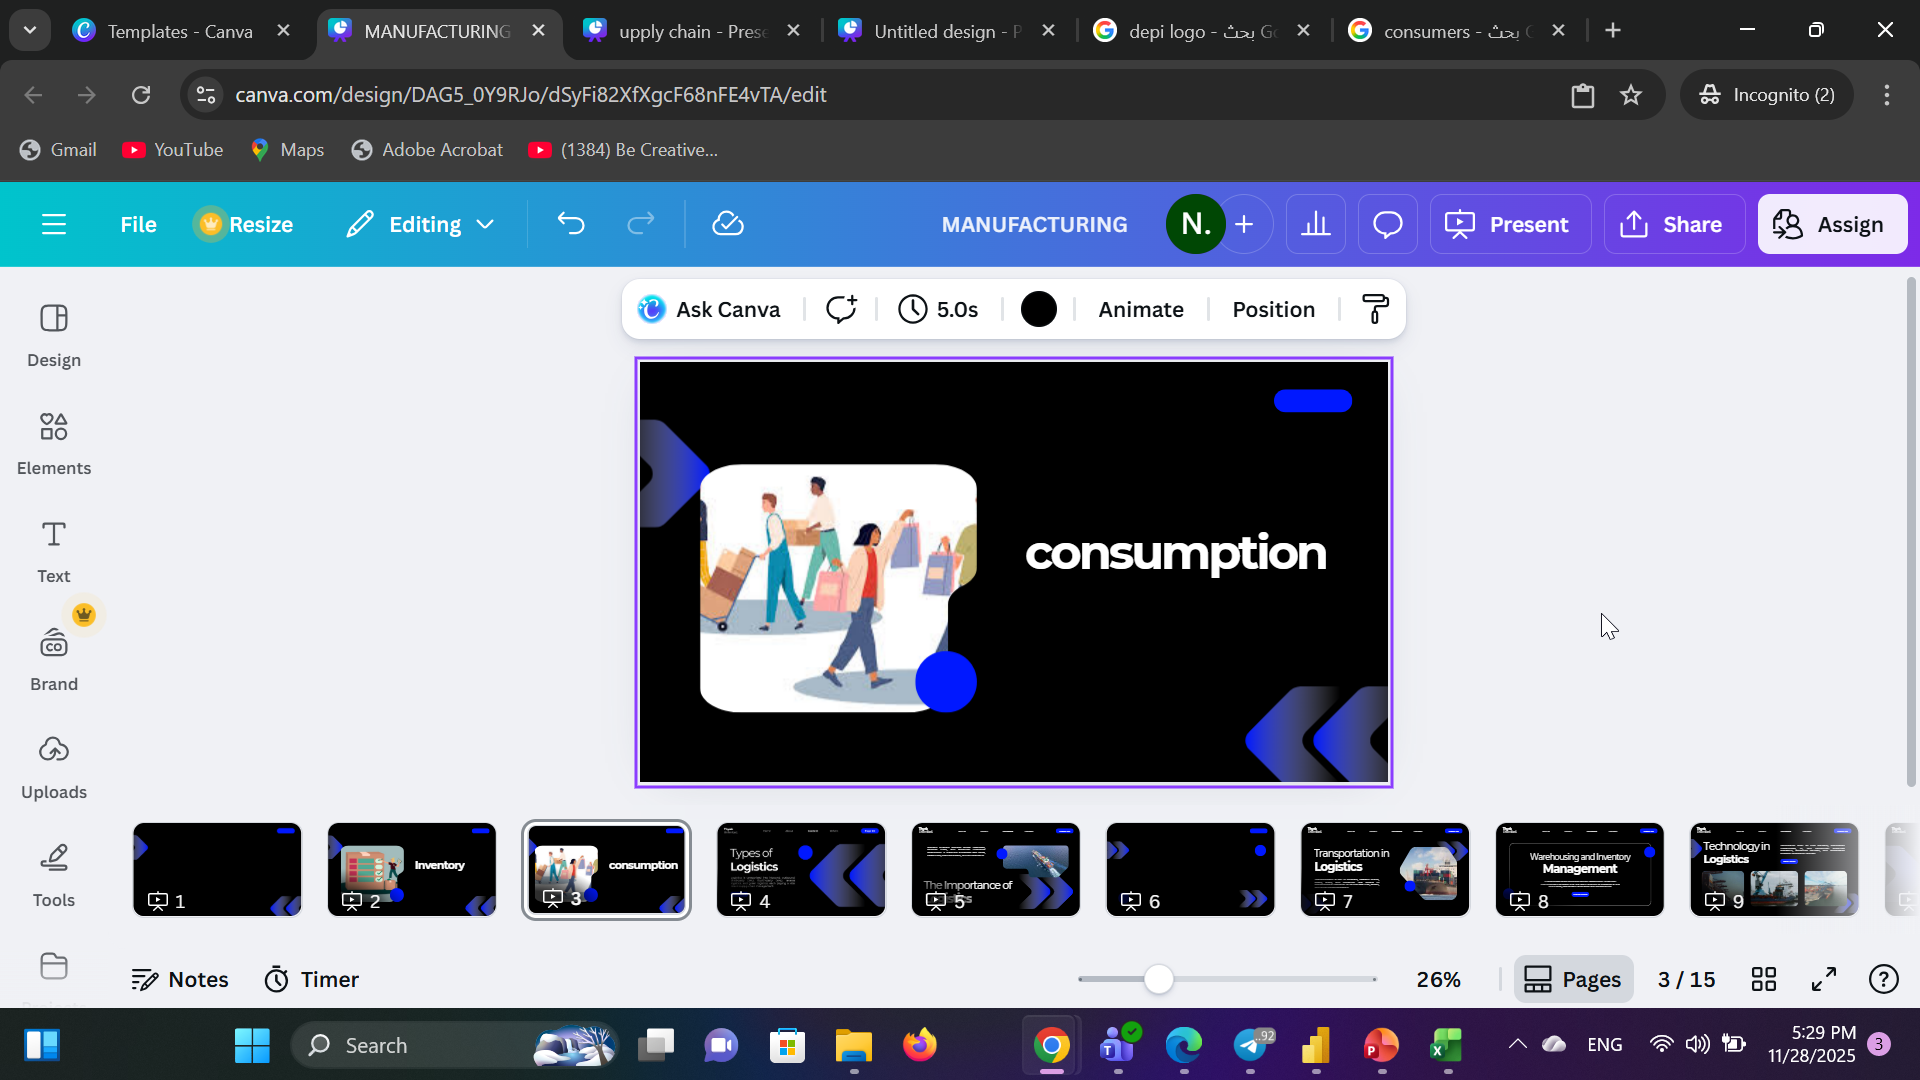 Templates - Canva
MANUFACTURING
upply chain - Prese
Untitled design - P
depi logo - بحث Go
consumers - بحث
canva.com/design/DAG5_0Y9RJo/dSyFi82XfXgcF68nFE4vTA/edit
Incognito (2)
Gmail
YouTube
Maps
Adobe Acrobat
(1384) Be Creative...
File
Resize
Editing
MANUFACTURING
N.
Present
Share
Assign
Ask Canva
5.0s
Animate
Position
Design
Elements
Text
Brand
Uploads
Tools
consumption
1
Inventory
2
consumption
3
Types of
Logistics
4
The Importance of
5
6
Transportation in
Logistics
7
Warehousing and Inventory
Management
8
Technology in
Logistics
9
Notes
Timer
26%
Pages
3 / 15
Search
92
ENG
5:29 PM
11/28/2025
3